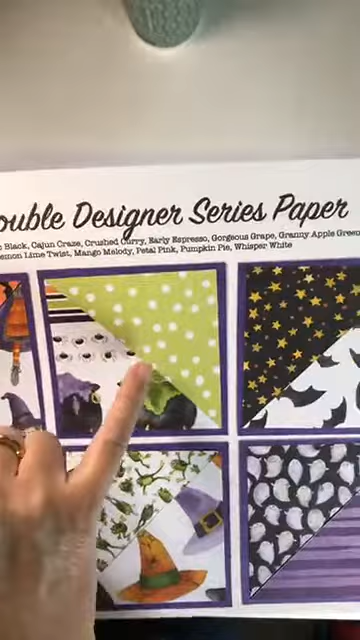 ouble Designer Series Paper
c Black, Cajun Craze, Crushed Curry, Early Espresso, Gorgeous Grape, Granny Apple Green
emon Lime Twist, Mango Melody, Petal Pink, Pumpkin Pie, Whisper White